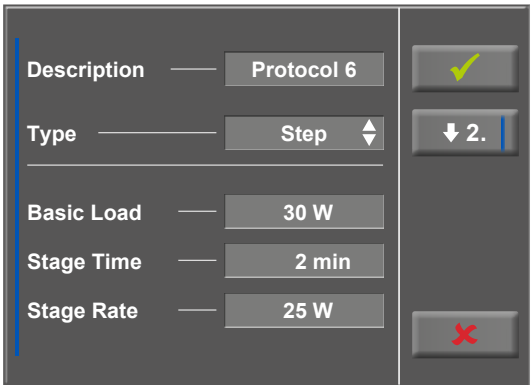 Description Protocol 6
Type Step
2.
Basic Load 30 W
Stage Time 2 min
Stage Rate 25 W